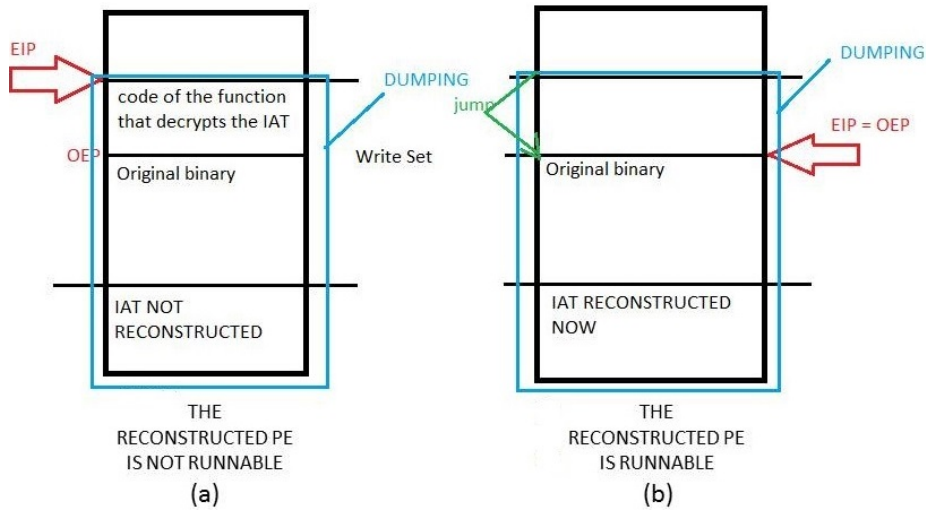 EIP
DUMPING
code of the function
that decrypts the IAT
OEP
Original binary
Write Set
IAT NOT
RECONSTRUCTED
THE
RECONSTRUCTED PE
IS NOT RUNNABLE
(a)
DUMPING
jump
EIP = OEP
Original binary
IAT RECONSTRUCTED
NOW
THE
RECONSTRUCTED PE
IS RUNNABLE
(b)